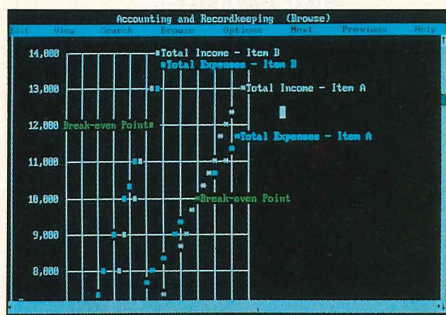 Accounting and Recordkeeping (Browse)
Edit View Search Browse Options Next Previous Help
14,000 Total Income - Item B
Total Expenses - Item B
13,000 Total Income - Item A
12,000 Break-even Point
Total Expenses - Item A
11,000
10,000 Break-even Point
9,000
8,000